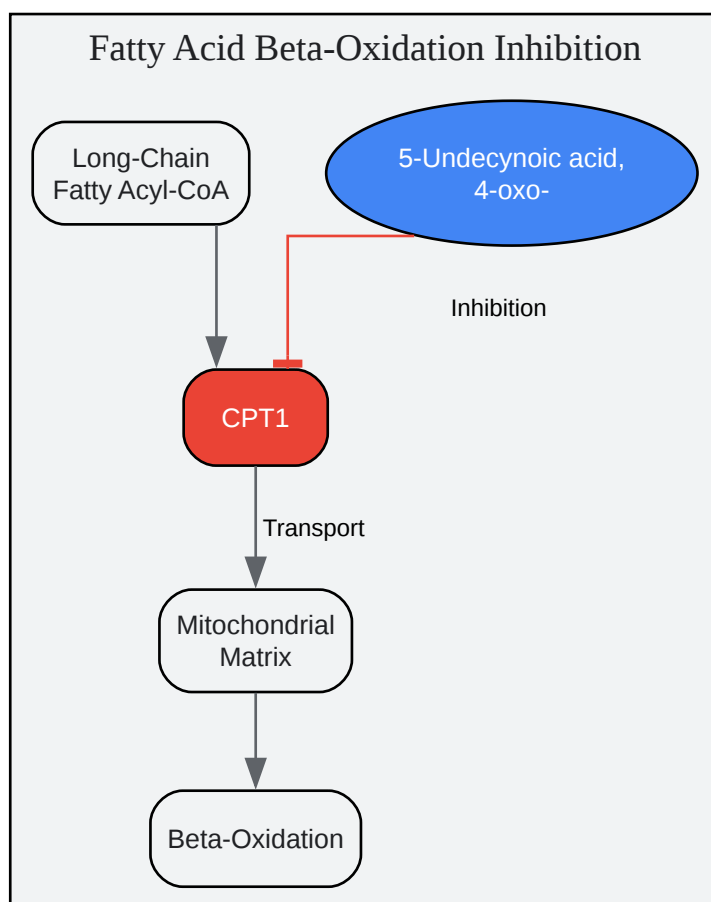 Fatty Acid Beta-Oxidation Inhibition
Long-Chain
Fatty Acyl-CoA
5-Undecynoic acid,
4-oxo-
Inhibition
CPT1
Transport
Mitochondrial
Matrix
Beta-Oxidation